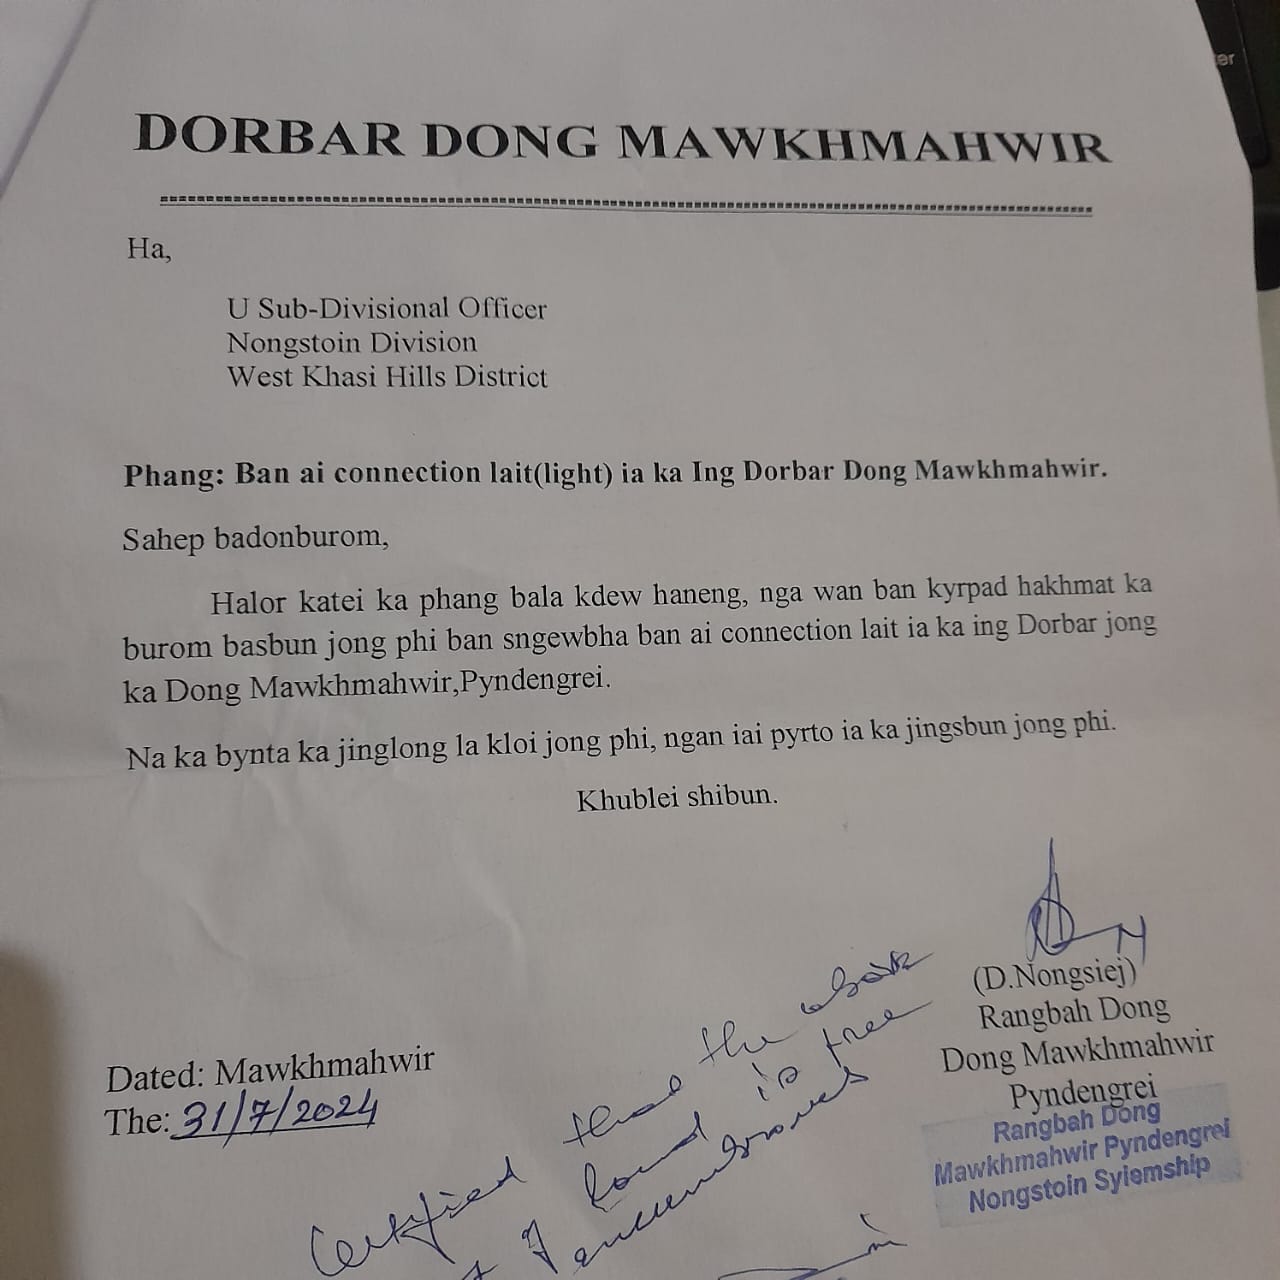 DORBAR DONG MAWKHMAHWIR
Ha,
U Sub-Divisional Officer
Nongstoin Division
West Khasi Hills District
Phang: Ban ai connection lait(light) ia ka Ing Dorbar Dong Mawkhmahwir.
Sahep badonburom,
Halor katei ka phang bala kdew haneng, nga wan ban kyrpad hakhmat ka
burom basbun jong phi ban sngewbha ban ai connection lait ia ka ing Dorbar jong
ka Dong Mawkhmahwir,Pyndengrei.
Na ka bynta ka jinglong la kloi jong phi, ngan iai pyrto ia ka jingsbun jong phi.
Khublei shibun.
(D.Nongsiej)
Rangbah Dong
Dong Mawkhmahwir
Pyndengrei
Rangbah Dong
Mawkhmahwir Pyndengrei
Nongstoin Syiemship
Dated: Mawkhmahwir
The: 31/7/2024
Certified that the above
land is free
er